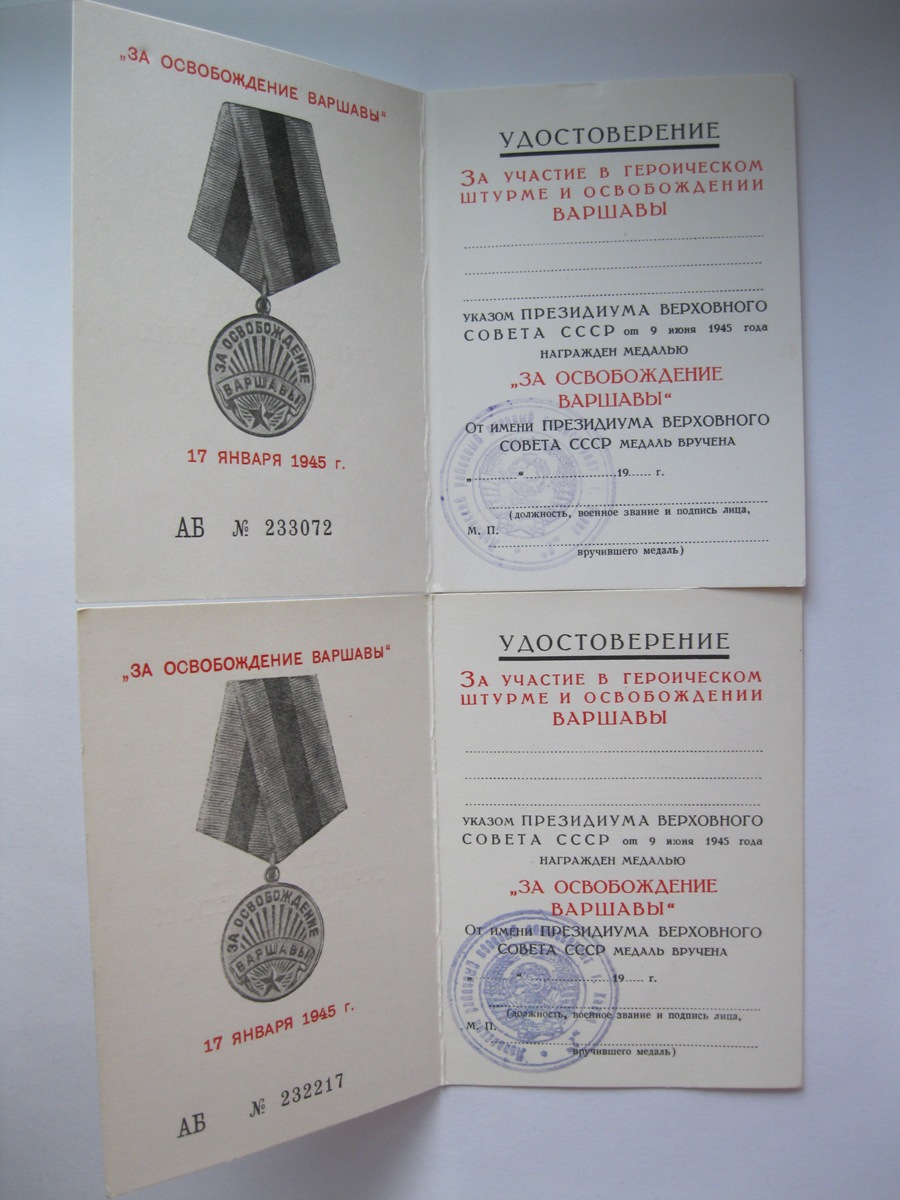 „ЗА ОСВОБОЖДЕНИЕ ВАРШАВЫ“
ЗА ОСВОБОЖДЕНИЕ
ВАРШАВЫ
17 ЯНВАРЯ 1945 г.
АБ № 233072
УДОСТОВЕРЕНИЕ
ЗА УЧАСТИЕ В ГЕРОИЧЕСКОМ
ШТУРМЕ И ОСВОБОЖДЕНИИ
ВАРШАВЫ
УКАЗОМ ПРЕЗИДИУМА ВЕРХОВНОГО
СОВЕТА СССР от 9 июня 1945 года
НАГРАЖДЕН МЕДАЛЬЮ
„ЗА ОСВОБОЖДЕНИЕ
ВАРШАВЫ“
От имени ПРЕЗИДИУМА ВЕРХОВНОГО
СОВЕТА СССР МЕДАЛЬ ВРУЧЕНА
„..........“ ........................19...... г.
(должность, военное звание и подпись лица,
М. П.
вручившего медаль)
„ЗА ОСВОБОЖДЕНИЕ ВАРШАВЫ“
ЗА ОСВОБОЖДЕНИЕ
ВАРШАВЫ
17 ЯНВАРЯ 1945 г.
АБ № 232217
УДОСТОВЕРЕНИЕ
ЗА УЧАСТИЕ В ГЕРОИЧЕСКОМ
ШТУРМЕ И ОСВОБОЖДЕНИИ
ВАРШАВЫ
УКАЗОМ ПРЕЗИДИУМА ВЕРХОВНОГО
СОВЕТА СССР от 9 июня 1945 года
НАГРАЖДЕН МЕДАЛЬЮ
„ЗА ОСВОБОЖДЕНИЕ
ВАРШАВЫ“
От имени ПРЕЗИДИУМА ВЕРХОВНОГО
СОВЕТА СССР МЕДАЛЬ ВРУЧЕНА
„..........“ ........................19...... г.
(должность, военное звание и подпись лица,
М. П.
вручившего медаль)